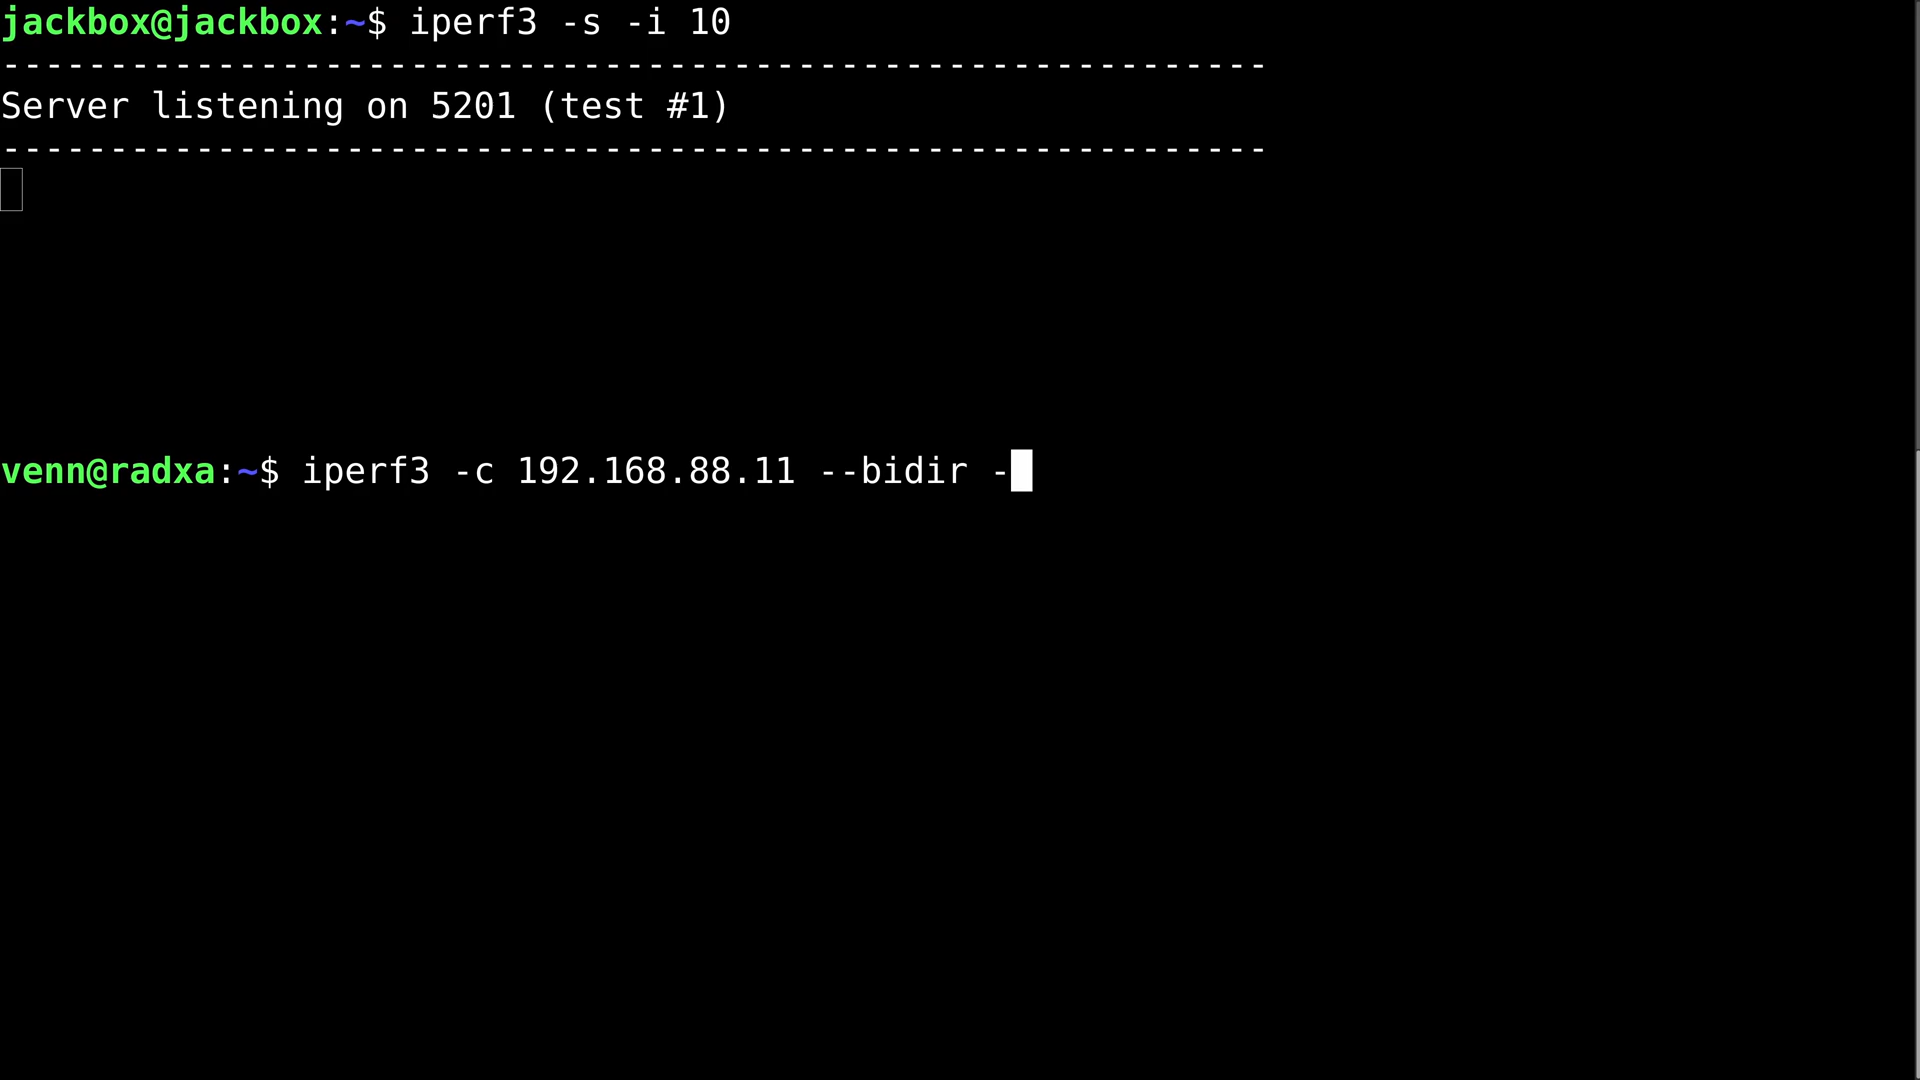 jackbox@jackbox:~$ iperf3 -s -i 10
-----------------------------------------------------------
Server listening on 5201 (test #1)
-----------------------------------------------------------
venn@radxa:~$ iperf3 -c 192.168.88.11 --bidir -